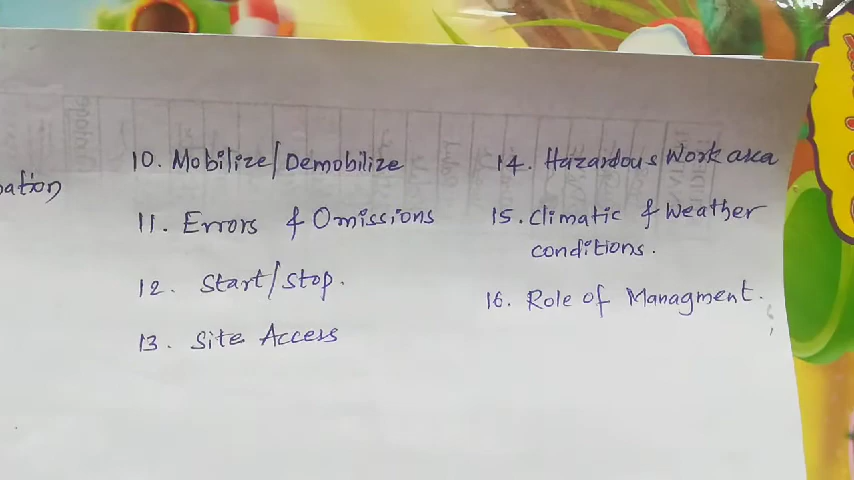 pation
10. Mobilize/Demobilize
11. Errors & Omissions
12. Start/Stop.
13. Site Access
14. Hazardous Work area
15. Climatic & Weather
conditions.
16. Role of Managment.